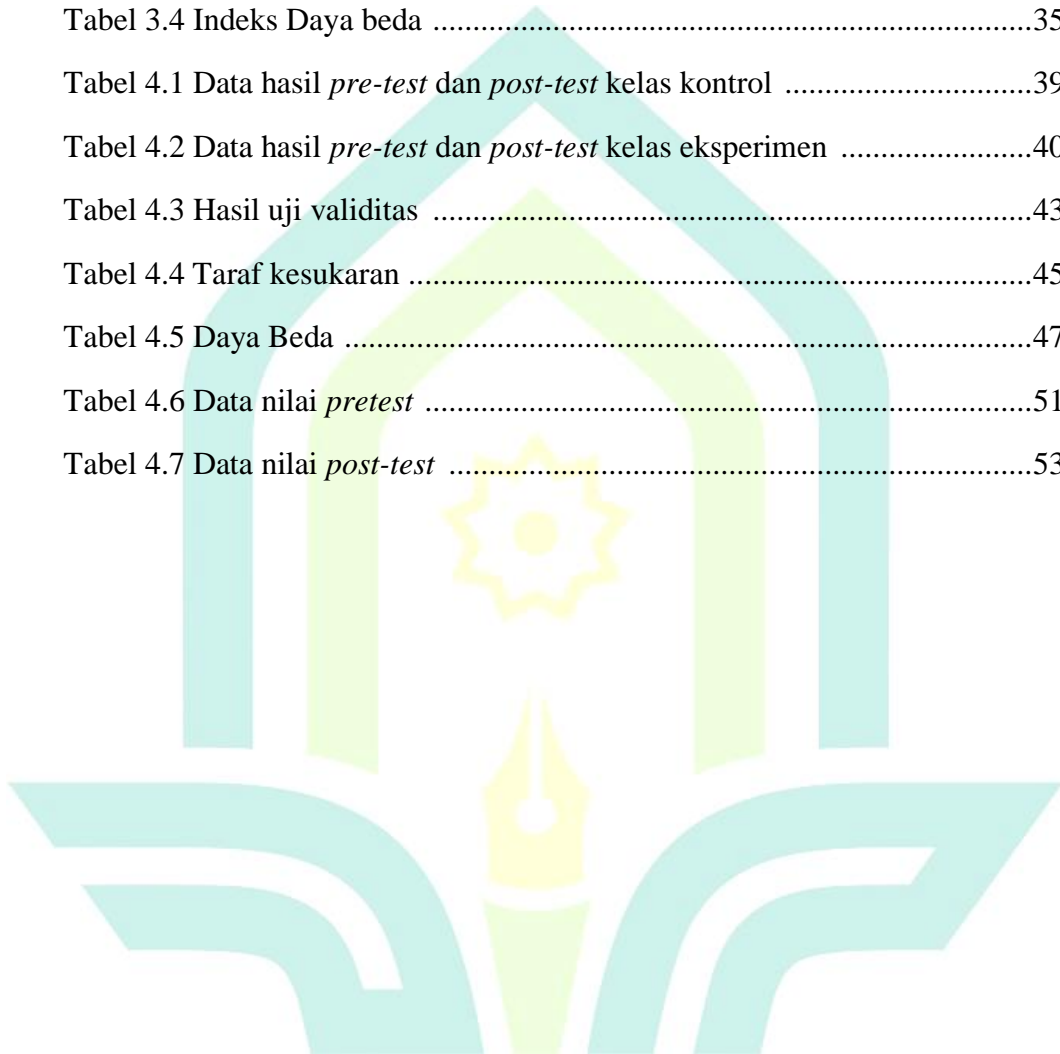 Tabel 3.4 Indeks Daya beda ..........................................................................35
Tabel 4.1 Data hasil pre-test dan post-test kelas kontrol ...........................39
Tabel 4.2 Data hasil pre-test dan post-test kelas eksperimen ....................40
Tabel 4.3 Hasil uji validitas ..........................................................................43
Tabel 4.4 Taraf kesukaran .............................................................................45
Tabel 4.5 Daya Beda .....................................................................................47
Tabel 4.6 Data nilai pretest ...........................................................................51
Tabel 4.7 Data nilai post-test ........................................................................53